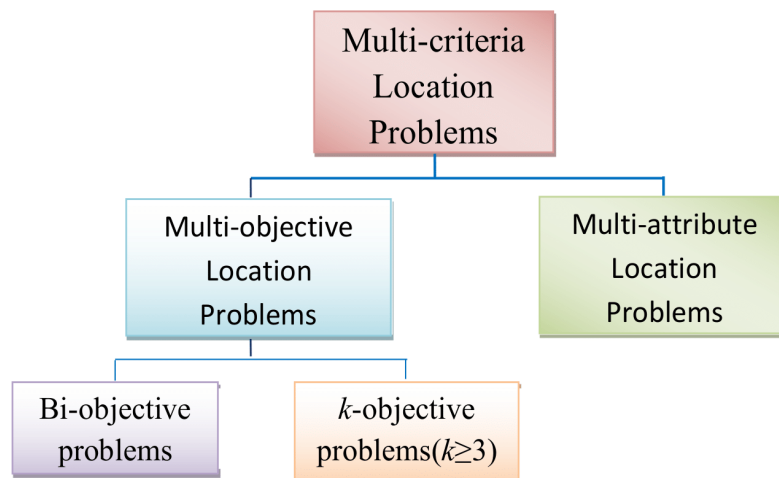 Multi-criteria
Location
Problems
Multi-objective
Location
Problems
Multi-attribute
Location
Problems
Bi-objective
problems
k-objective
problems(k≥3)